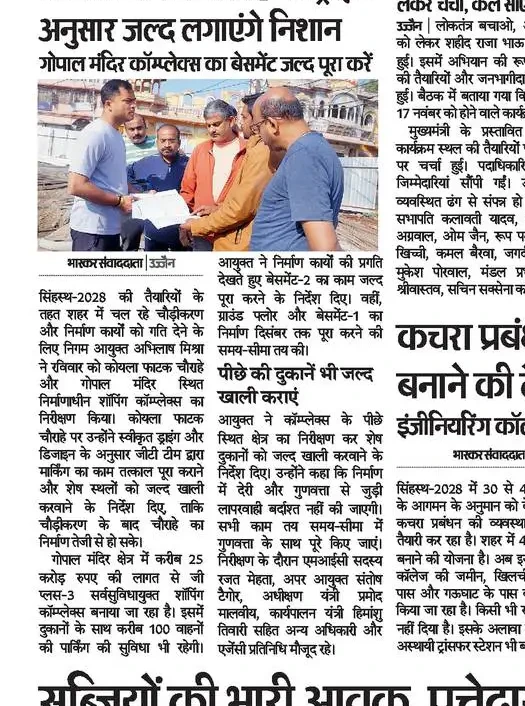 अनुसार जल्द लगाएंगे निशान
गोपाल मंदिर कॉम्प्लेक्स का बेसमेंट जल्द पूरा करें
भास्कर संवाददाता | उज्जैन
सिंहस्थ-2028 की तैयारियों के
तहत शहर में चल रहे चौड़ीकरण
और निर्माण कार्यों को गति देने के
लिए निगम आयुक्त अभिलाष मिश्रा
ने रविवार को कोयला फाटक चौराहे
और गोपाल मंदिर स्थित
निर्माणाधीन शॉपिंग कॉम्प्लेक्स का
निरीक्षण किया। कोयला फाटक
चौराहे पर उन्होंने स्वीकृत ड्राइंग और
डिजाइन के अनुसार जीटी टीम द्वारा
मार्किंग का काम तत्काल पूरा कराने
और शेष स्थलों को जल्द खाली
करवाने के निर्देश दिए, ताकि
चौड़ीकरण के बाद चौराहे का
निर्माण तेजी से हो सके।
गोपाल मंदिर क्षेत्र में करीब 25
करोड़ रुपए की लागत से जी
प्लस-3 सर्वसुविधायुक्त शॉपिंग
कॉम्प्लेक्स बनाया जा रहा है। इसमें
दुकानों के साथ करीब 100 वाहनों
की पार्किंग की सुविधा भी रहेगी।
आयुक्त ने निर्माण कार्यों की प्रगति
देखते हुए बेसमेंट-2 का काम जल्द
पूरा करने के निर्देश दिए। वहीं,
ग्राउंड फ्लोर और बेसमेंट-1 का
निर्माण दिसंबर तक पूरा करने की
समय-सीमा तय की।
पीछे की दुकानें भी जल्द
खाली कराएं
आयुक्त ने कॉम्प्लेक्स के पीछे
स्थित क्षेत्र का निरीक्षण कर शेष
दुकानों को जल्द खाली करवाने के
निर्देश दिए। उन्होंने कहा कि निर्माण
में देरी और गुणवत्ता से जुड़ी
लापरवाही बर्दाश्त नहीं की जाएगी।
सभी काम तय समय-सीमा में
गुणवत्ता के साथ पूरे किए जाएं।
निरीक्षण के दौरान एमआईसी सदस्य
रजत मेहता, अपर आयुक्त संतोष
टैगोर, अधीक्षण यंत्री प्रमोद
मालवीय, कार्यपालन यंत्री हिमांशु
तिवारी सहित अन्य अधिकारी और
एजेंसी प्रतिनिधि मौजूद रहे।
उज्जैन | लोकतंत्र बचाओ,
को लेकर शहीद राजा भाऊ
हुई। इसमें अभियान की
की तैयारियों और जनभागीदा
हुई। बैठक में बताया गया
17 नवंबर को होने वाले
मुख्यमंत्री के प्रस्तावित
कार्यक्रम स्थल की तैयारियों
पर चर्चा हुई। पदाधिकारि
जिम्मेदारियां सौंपी गईं।
व्यवस्थित ढंग से संपन्न हो
सभापति कलावती यादव,
अग्रवाल, ओम जैन, रूप
खिच्ची, कमल बैरवा,
मुकेश पोरवाल, मंडल
श्रीवास्तव, सचिन सक्सेना
कचरा
बनाने की
इंजीनियरिंग
भास्कर संवाददाता
सिंहस्थ-2028 में 30 से
के आगमन के अनुमान को
कचरा प्रबंधन की व्यवस्था
तैयारी कर रहा है। शहर में
बनाने की योजना है। अब
कॉलेज की जमीन,
पास और गऊघाट के पास
किया जा रहा है। किसी भी
नहीं दिया है। इसके अलावा
अस्थायी ट्रांसफर स्टेशन भी
सब्जियों की भारी आवक,